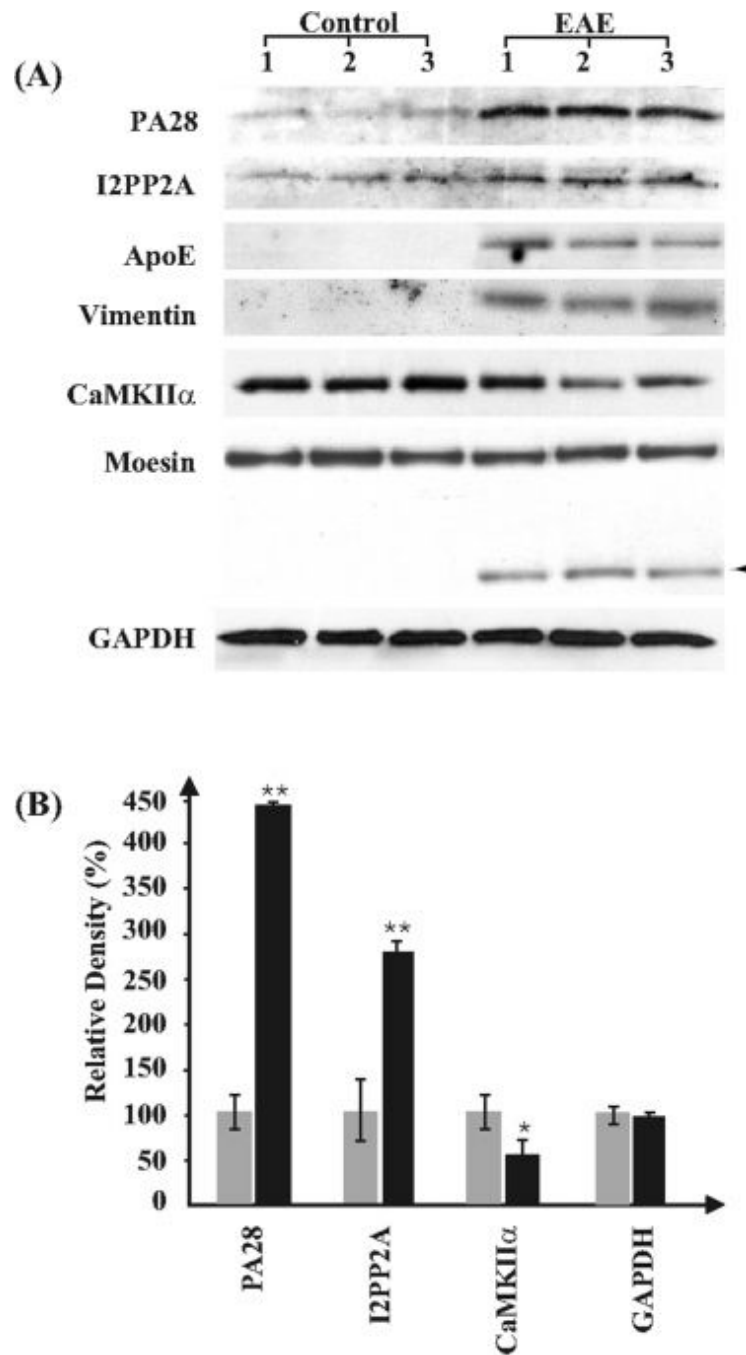 Control EAE
1 2 3 1 2 3
(A)
PA28
I2PP2A
ApoE
Vimentin
CaMKIIα
Moesin
GAPDH
(B)
Relative Density (%)
450
400
350
300
250
200
150
100
50
0
**
**
*
PA28
I2PP2A
CaMKIIα
GAPDH